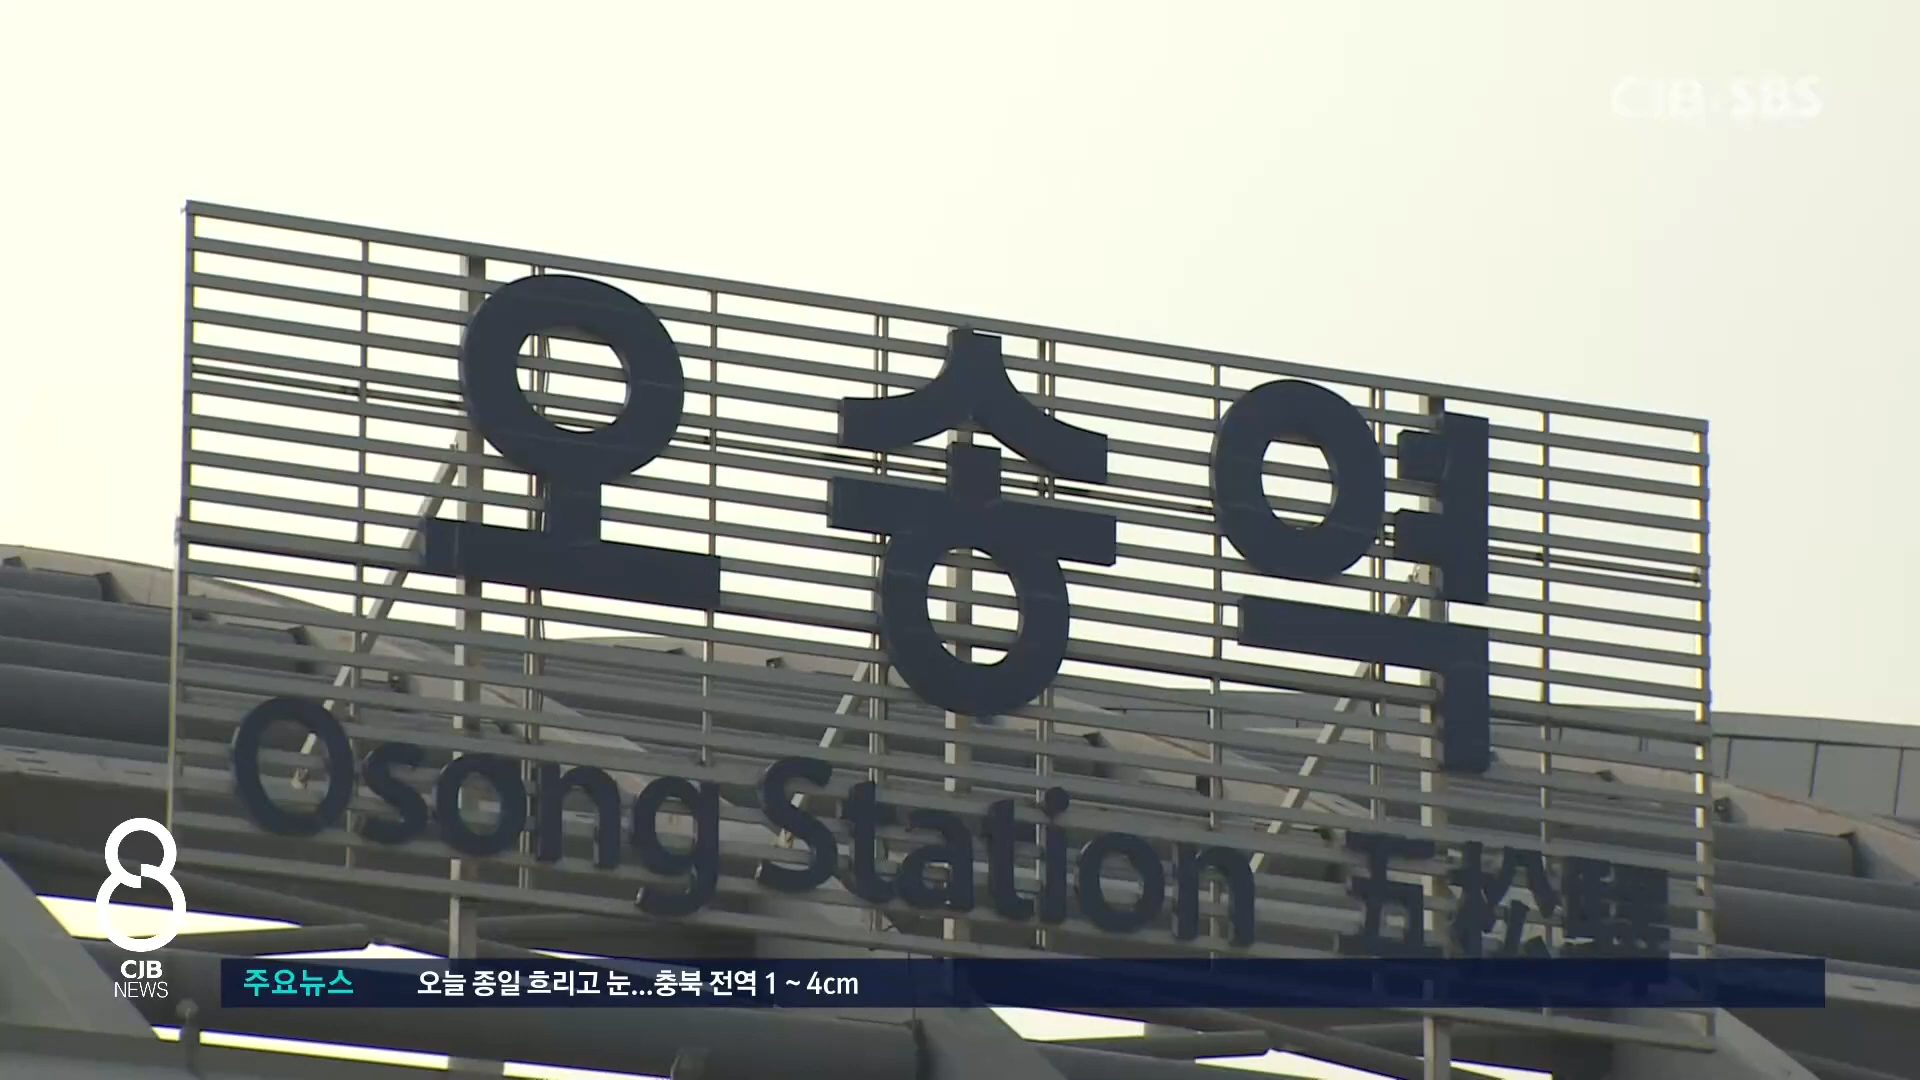 CJB SBS
오송역
Osong Station 五松驛
8
CJB
NEWS
주요뉴스 오늘 종일 흐리고 눈...충북 전역 1 ~ 4cm